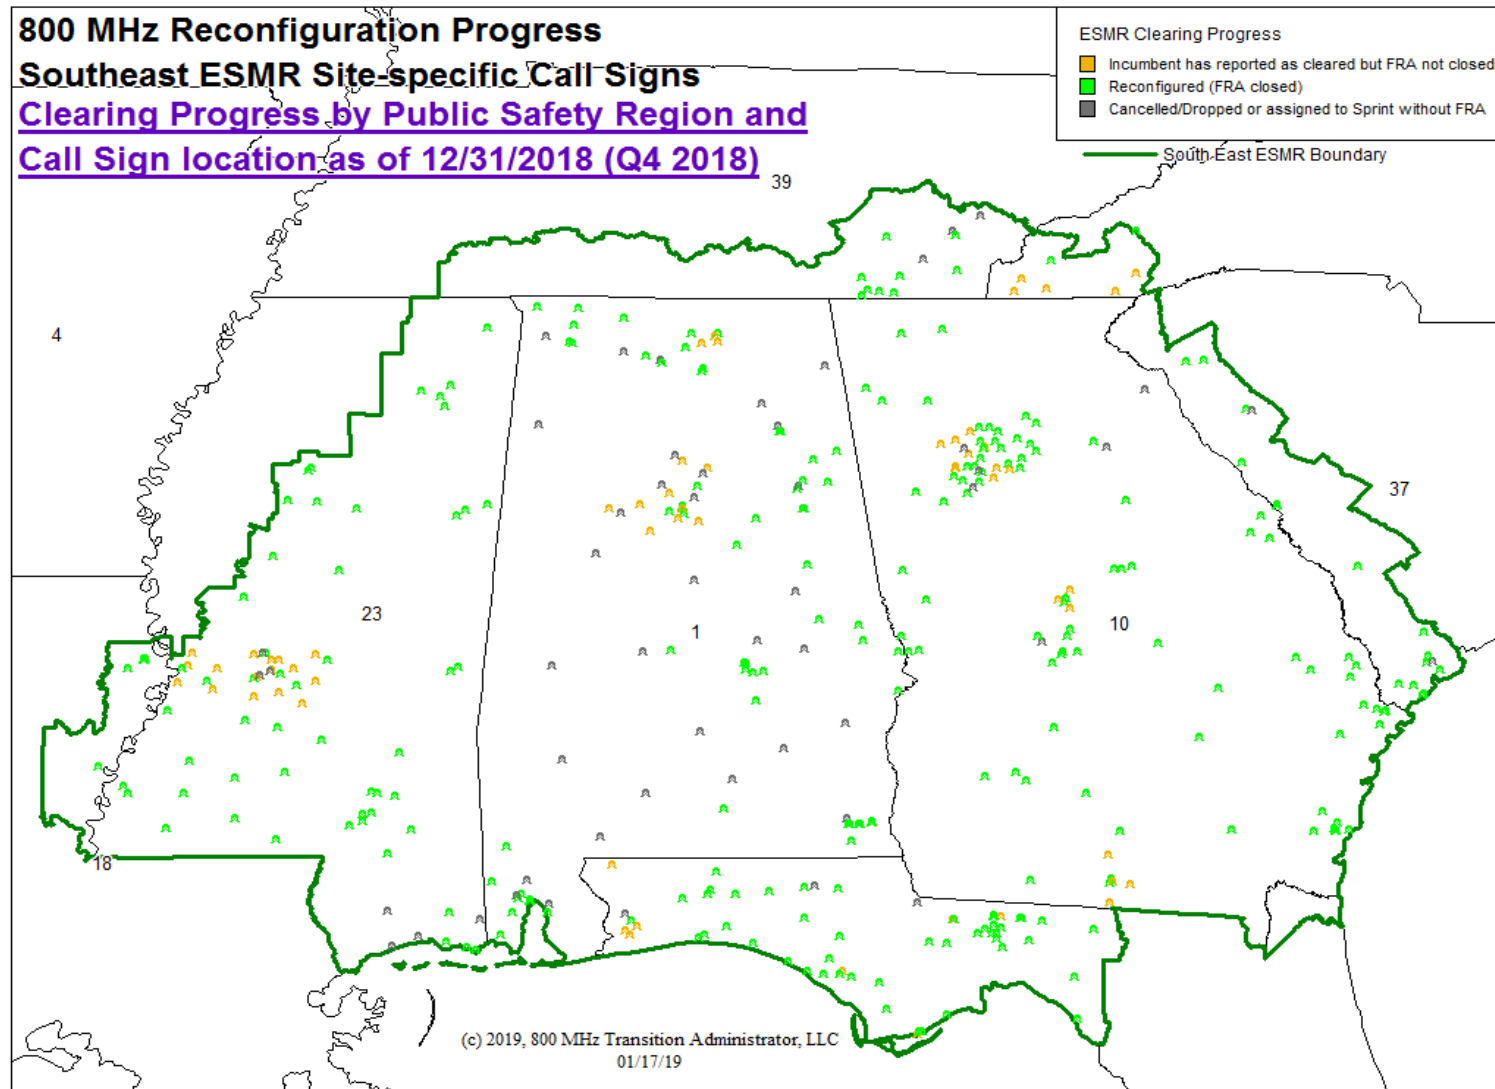 800 MHz Reconfiguration Progress
Southeast ESMR Site-specific Call Signs
Clearing Progress by Public Safety Region and
Call Sign location as of 12/31/2018 (Q4 2018)
ESMR Clearing Progress
Incumbent has reported as cleared but FRA not closed
Reconfigured (FRA closed)
Cancelled/Dropped or assigned to Sprint without FRA
South-East ESMR Boundary
39
4
37
23
1
10
18
(c) 2019, 800 MHz Transition Administrator, LLC
01/17/19